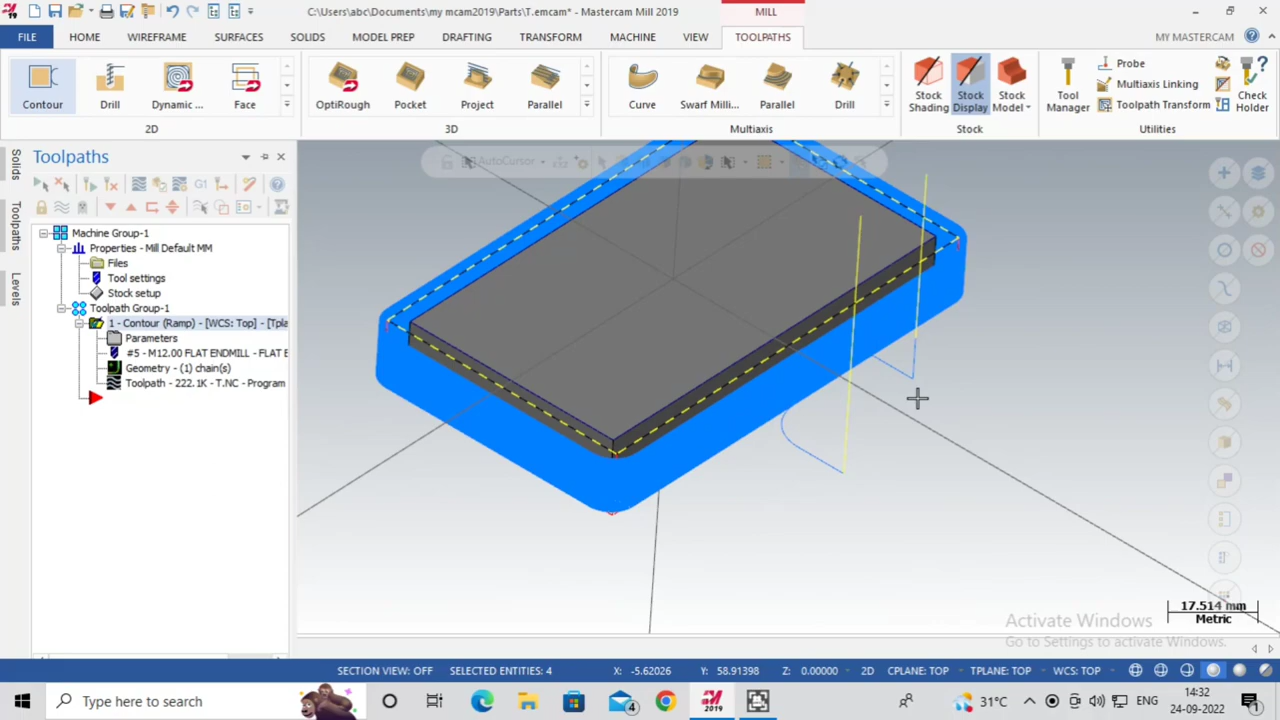 C:\Users\abc\Documents\my mcam2019\Parts\T.emcam* - Mastercam Mill 2019
MILL
FILE HOME WIREFRAME SURFACES SOLIDS MODEL PREP DRAFTING TRANSFORM MACHINE VIEW TOOLPATHS MY MASTERCAM
Contour Drill Dynamic ... Face
2D
OptiRough Pocket Project Parallel
3D
Curve Swarf Milli... Parallel Drill
Multiaxis
Stock Shading
Stock Display
Stock Model
Stock
Tool Manager
Probe
Multiaxis Linking
Toolpath Transform
Check Holder
Utilities
Solids
Toolpaths
Levels
Toolpaths
G1
AutoCursor
Machine Group-1
Properties - Mill Default MM
Files
Tool settings
Stock setup
Toolpath Group-1
1 - Contour (Ramp) - [WCS: Top] - [Tpla
Parameters
#5 - M12.00 FLAT ENDMILL - FLAT E
Geometry - (1) chain(s)
Toolpath - 222.1K - T.NC - Program
17.514 mm
Metric
Activate Windows
Go to Settings to activate Windows.
SECTION VIEW: OFF SELECTED ENTITIES: 4 X: -5.62026 Y: 58.91398 Z: 0.00000 2D CPLANE: TOP TPLANE: TOP WCS: TOP
Type here to search
4
2019
31°C
ENG
14:32
24-09-2022
1